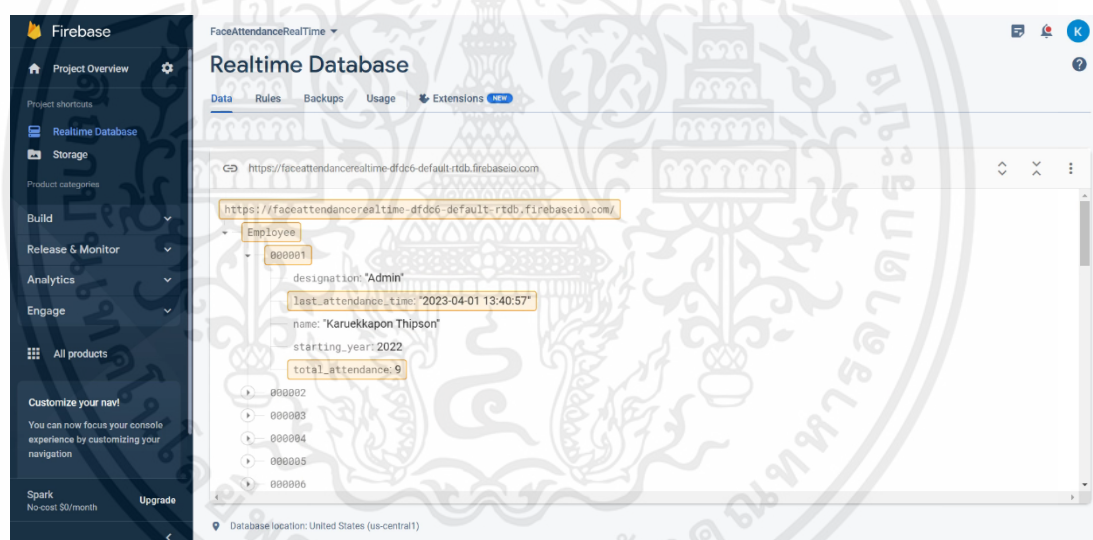 Firebase
Project Overview
Project shortcuts
Realtime Database
Storage
Product categories
Build
Release & Monitor
Analytics
Engage
All products
Customize your nav!
You can now focus your console
experience by customizing your
navigation
Spark
No-cost $0/month
Upgrade
FaceAttendanceRealTime
K
Realtime Database
Data Rules Backups Usage Extensions NEW
https://faceattendancerealtime-dfdc6-default-rtdb.firebaseio.com
https://faceattendancerealtime-dfdc6-default-rtdb.firebaseio.com/
Employee
000001
designation: "Admin"
last_attendance_time: "2023-04-01 13:40:57"
name: "Karuekkapon Thipson"
starting_year: 2022
total_attendance: 9
000002
000003
000004
000005
000006
Database location: United States (us-central1)